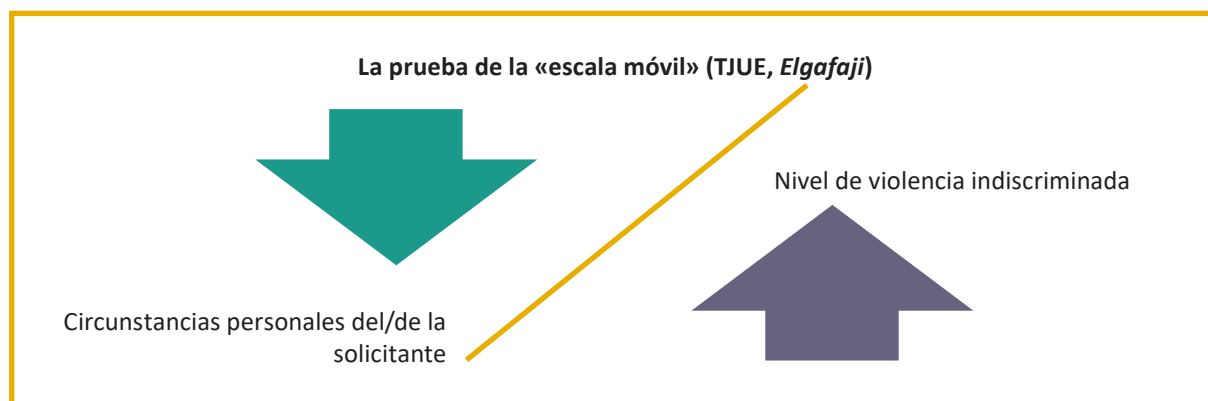 La prueba de la «escala móvil» (TJUE, Elgafaji)
Nivel de violencia indiscriminada
Circunstancias personales del/de la
solicitante